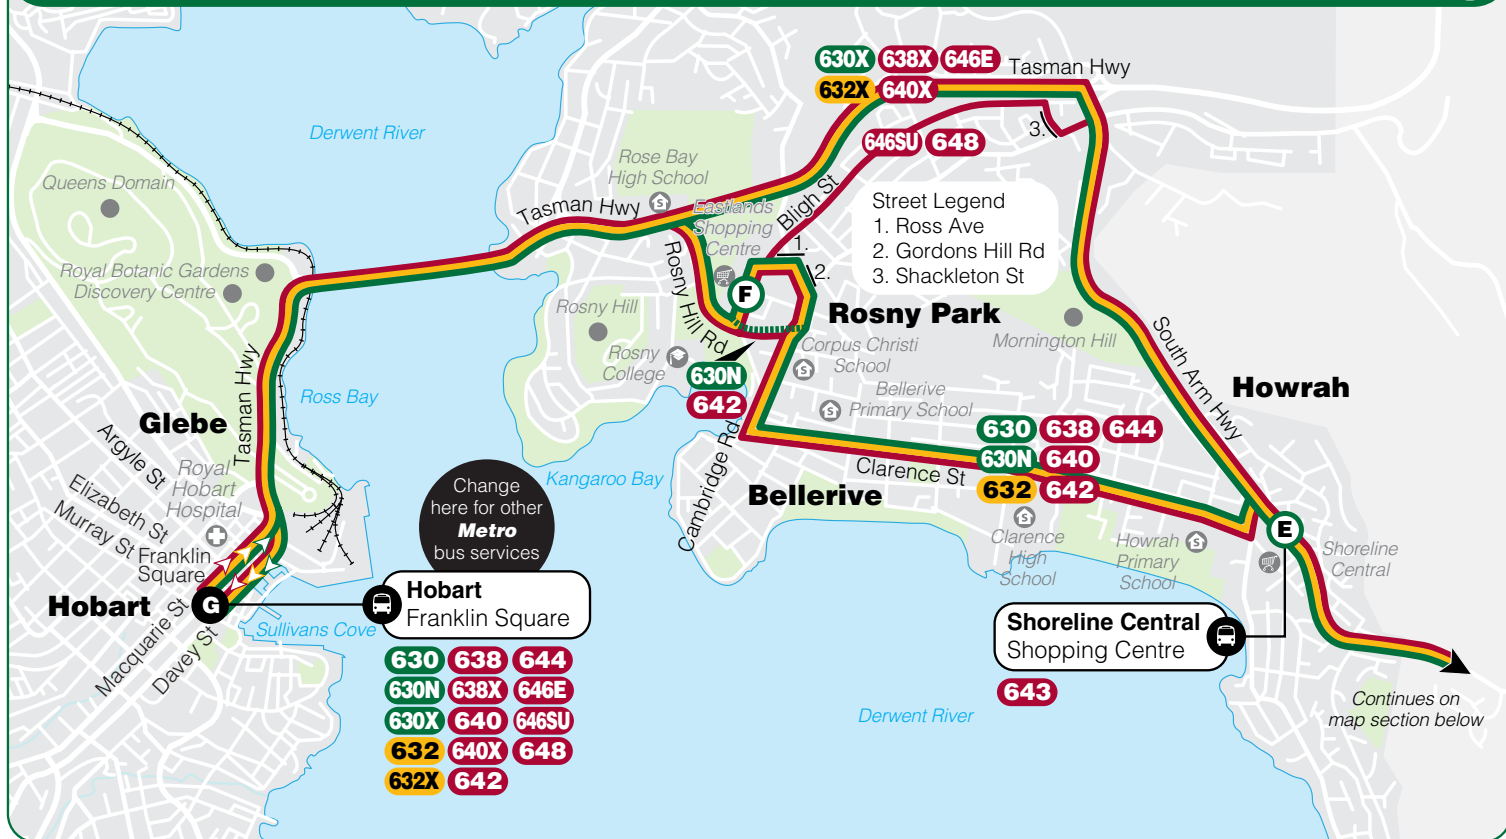 630X 638X 646E
632X 640X
Tasman Hwy
646SU 648
3.
Derwent River
Rose Bay
High School
Queens Domain
Tasman Hwy
Eastlands
Shopping
Centre
Bligh St
Street Legend
1. Ross Ave
2. Gordons Hill Rd
3. Shackleton St
1.
2.
Royal Botanic Gardens
Discovery Centre
Rosny Hill Rd
F
Rosny Hill
Rosny Park
Rosny
College
Corpus Christi
School
Mornington Hill
South Arm Hwy
630N
642
Bellerive
Primary School
Howrah
Tasman Hwy
Ross Bay
Glebe
Argyle St
Royal
Hobart
Hospital
Elizabeth St
Murray St
Franklin
Square
Change
here for other
Metro
bus services
Kangaroo Bay
Cambridge Rd
Clarence St
Bellerive
630 638 644
630N 640
632 642
Clarence
High
School
Howrah
Primary
School
E
Shoreline
Central
Hobart
G
Macquarie St
Davey St
Sullivans Cove
Hobart
Franklin Square
630 638 644
630N 638X 646E
630X 640 646SU
632 640X 648
632X 642
Shoreline Central
Shopping Centre
643
Derwent River
Continues on
map section below